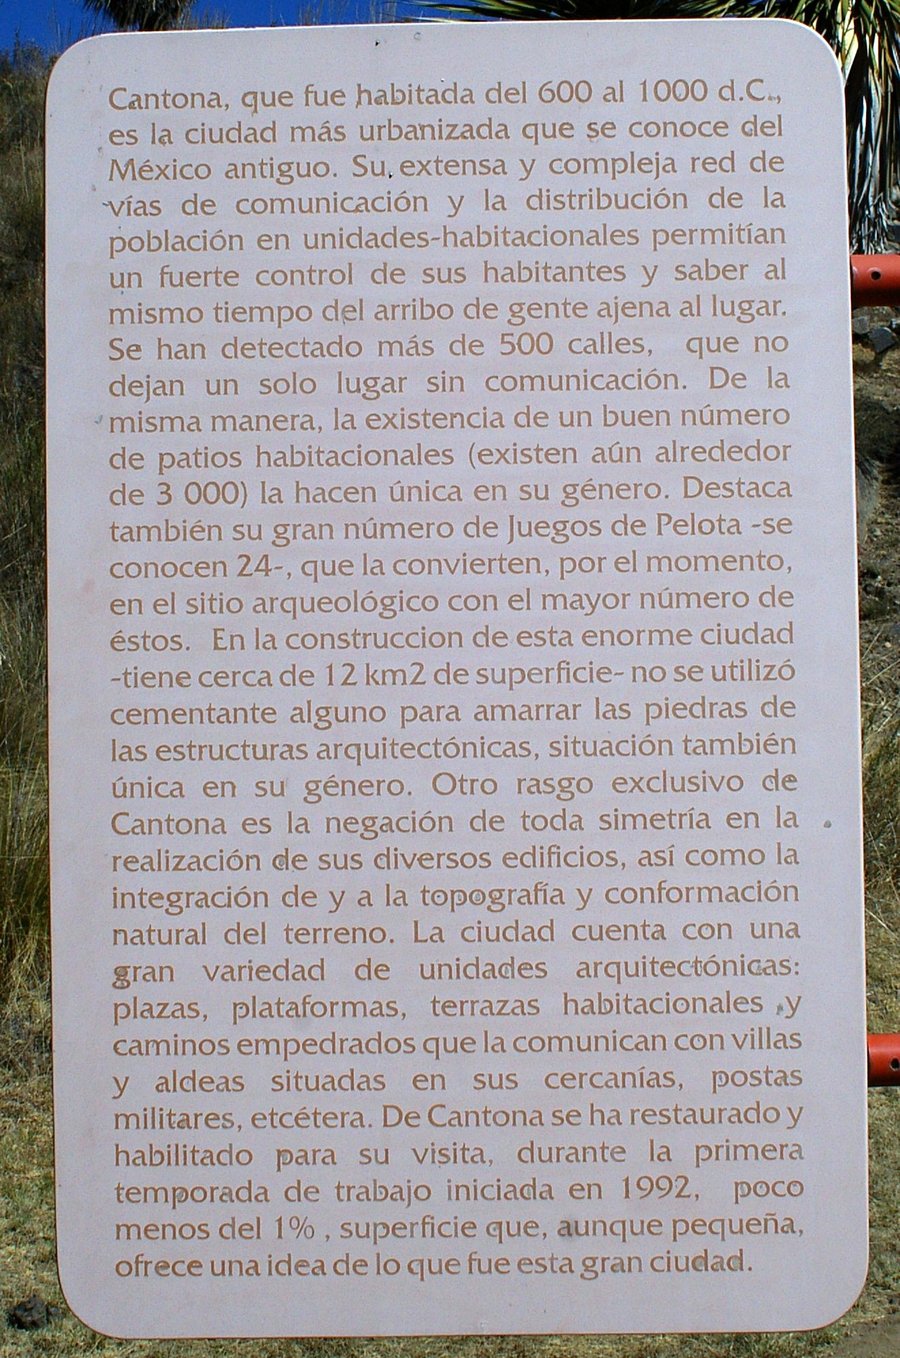 Cantona, que fue habitada del 600 al 1000 d.C.,
es la ciudad más urbanizada que se conoce del
México antiguo. Su extensa y compleja red de
vías de comunicación y la distribución de la
población en unidades-habitacionales permitían
un fuerte control de sus habitantes y saber al
mismo tiempo del arribo de gente ajena al lugar.
Se han detectado más de 500 calles, que no
dejan un solo lugar sin comunicación. De la
misma manera, la existencia de un buen número
de patios habitacionales (existen aún alrededor
de 3 000) la hacen única en su género. Destaca
también su gran número de Juegos de Pelota -se
conocen 24-, que la convierten, por el momento,
en el sitio arqueológico con el mayor número de
éstos. En la construccion de esta enorme ciudad
-tiene cerca de 12 km2 de superficie- no se utilizó
cementante alguno para amarrar las piedras de
las estructuras arquitectónicas, situación también
única en su género. Otro rasgo exclusivo de
Cantona es la negación de toda simetría en la
realización de sus diversos edificios, así como la
integración de y a la topografía y conformación
natural del terreno. La ciudad cuenta con una
gran variedad de unidades arquitectónicas:
plazas, plataformas, terrazas habitacionales y
caminos empedrados que la comunican con villas
y aldeas situadas en sus cercanías, postas
militares, etcétera. De Cantona se ha restaurado y
habilitado para su visita, durante la primera
temporada de trabajo iniciada en 1992, poco
menos del 1% , superficie que, aunque pequeña,
ofrece una idea de lo que fue esta gran ciudad.